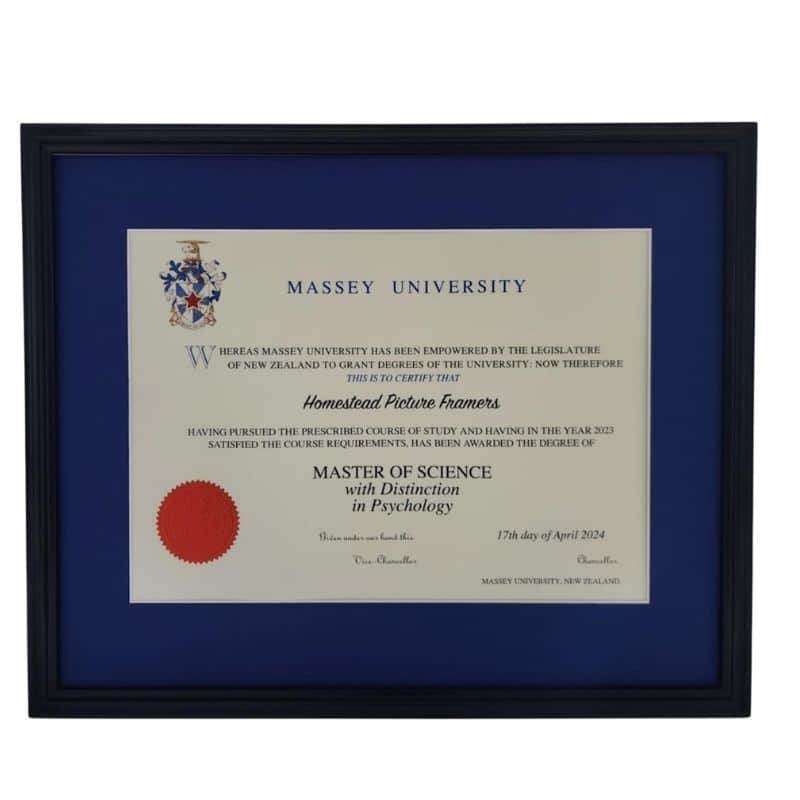 MASSEY UNIVERSITY
WHEREAS MASSEY UNIVERSITY HAS BEEN EMPOWERED BY THE LEGISLATURE
OF NEW ZEALAND TO GRANT DEGREES OF THE UNIVERSITY: NOW THEREFORE
THIS IS TO CERTIFY THAT
Homestead Picture Framers
HAVING PURSUED THE PRESCRIBED COURSE OF STUDY AND HAVING IN THE YEAR 2023
SATISFIED THE COURSE REQUIREMENTS, HAS BEEN AWARDED THE DEGREE OF
MASTER OF SCIENCE
with Distinction
in Psychology
Given under our hand this 17th day of April 2024
Vice-Chancellor Chancellor.
MASSEY UNIVERSITY, NEW ZEALAND.